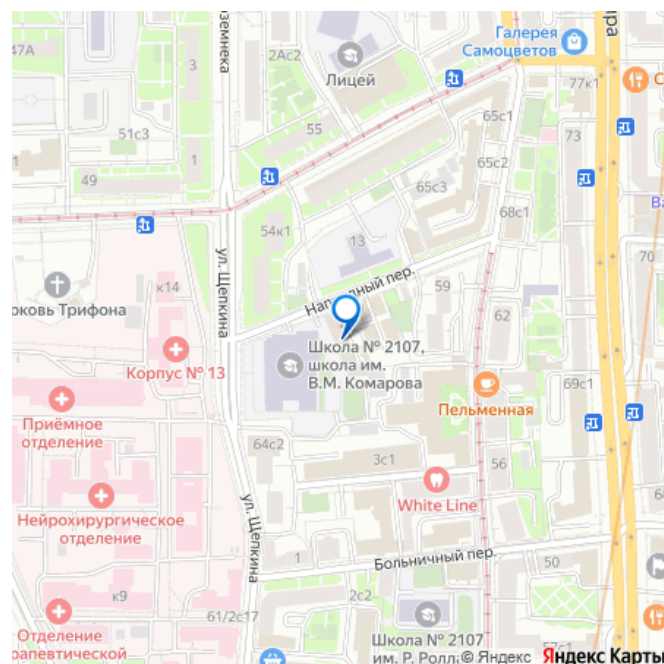 Галерея
Самоцветов
47А
3
2Ас2
Лицей
77к1
51с3
1
49
55
65с1
65с2
65с3
73
68с1
54к1
13
70
ул. Щепкина
Напрудный пер.
к14
59
62
Корпус № 13
Школа № 2107,
школа им.
В.М. Комарова
69с1
Пельменная
Приёмное
отделение
64с2
3с1
56
White Line
Нейрохирургическое
отделение
ул. Щепкина
1
Больничный пер.
50
к9
2с2
61/2с17
Отделение
Школа № 2107
© Яндекс Яндекс Карты